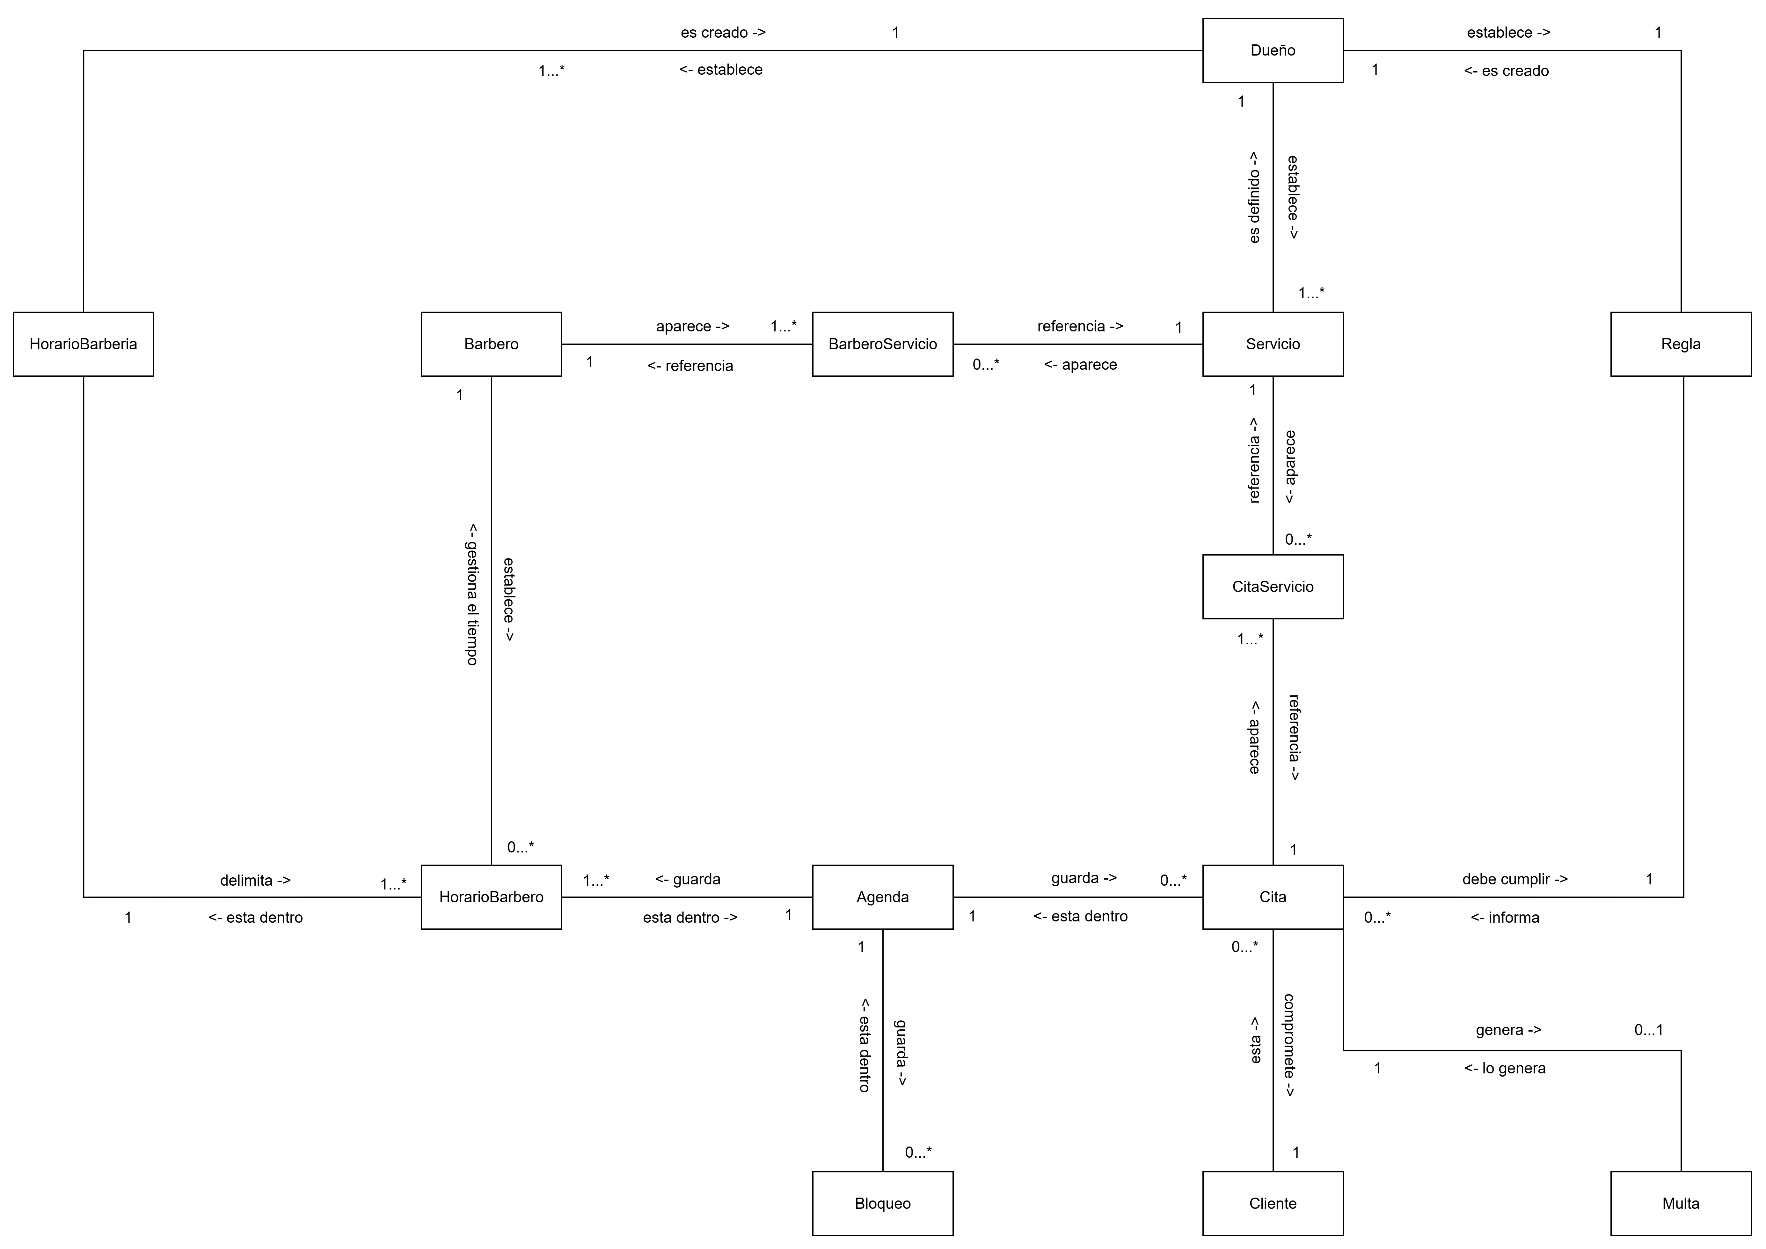 es creado ->
1
Dueño
establece ->
1
1...*
<- establece
1
<- es creado
1
es definido ->
establece ->
1...*
HorarioBarberia
Barbero
aparece ->
1...*
1
<- referencia
BarberoServicio
referencia ->
1
0...*
<- aparece
Servicio
Regla
1
1
referencia ->
<- aparece
0...*
CitaServicio
<- gestiona el tiempo
establece ->
1...*
<- aparece
referencia ->
0...*
1
delimita ->
1...*
1
<- esta dentro
HorarioBarbero
1...*
<- guarda
esta dentro ->
1
Agenda
guarda ->
0...*
1
<- esta dentro
Cita
debe cumplir ->
1
0...*
<- informa
1
0...*
<- esta dentro
guarda ->
esta ->
compromete ->
genera ->
0...1
1
<- lo genera
0...*
1
Bloqueo
Cliente
Multa